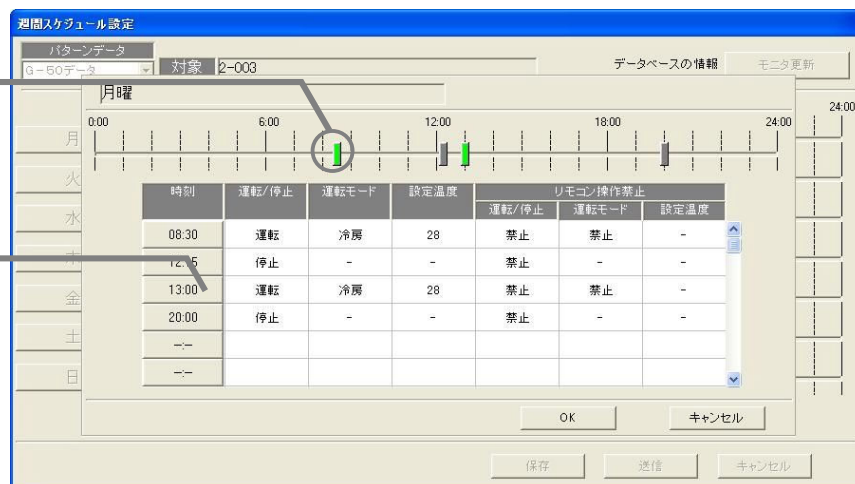 週間スケジュール設定
パターンデータ
G-50データ 対象 2-003 データベースの情報 モニタ更新
月曜
0:00 6:00 12:00 18:00 24:00 24:00
月
火
水
木
金
土
日
時刻 運転/停止 運転モード 設定温度 リモコン操作禁止
運転/停止 運転モード 設定温度
08:30 運転 冷房 28 禁止 禁止 -
停止 - - 禁止 - -
13:00 運転 冷房 28 禁止 禁止 -
20:00 停止 - - 禁止 - -
--:--
--:--
OK キャンセル
保存 送信 キャンセル